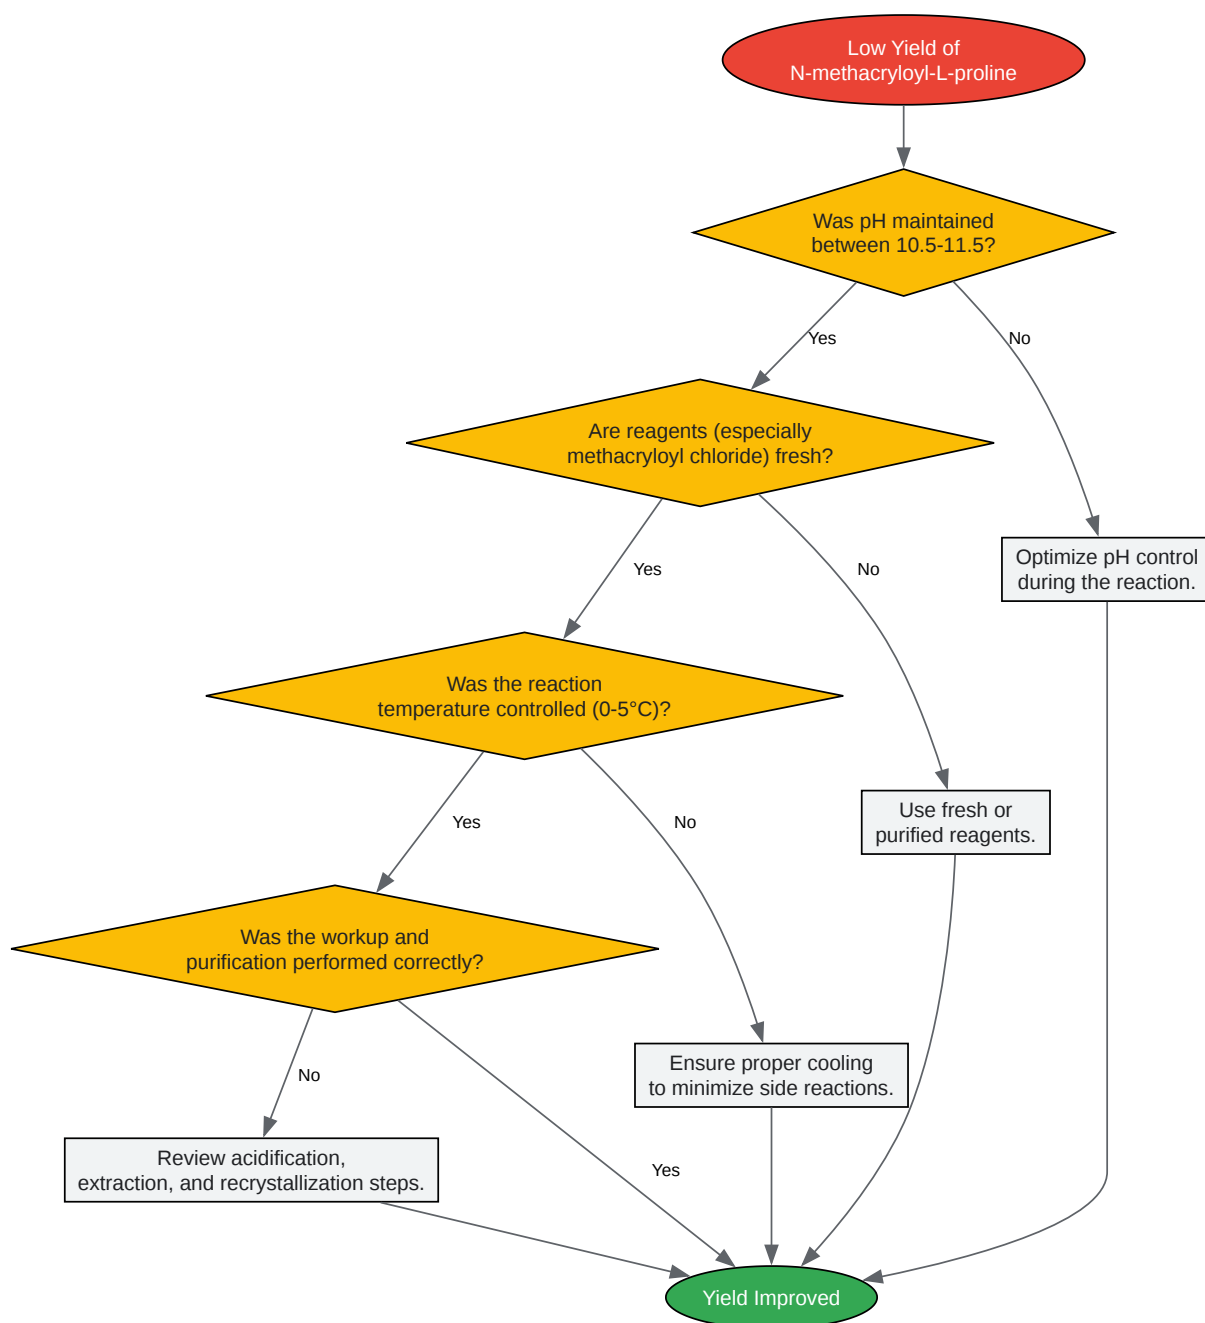 Low Yield of
N-methacryloyl-L-proline
Was pH maintained
between 10.5-11.5?
Yes
No
Are reagents (especially
methacryloyl chloride) fresh?
Optimize pH control
during the reaction.
Yes
No
Was the reaction
temperature controlled (0-5°C)?
Use fresh or
purified reagents.
Yes
No
Was the workup and
purification performed correctly?
Ensure proper cooling
to minimize side reactions.
No
Yes
Review acidification,
extraction, and recrystallization steps.
Yield Improved